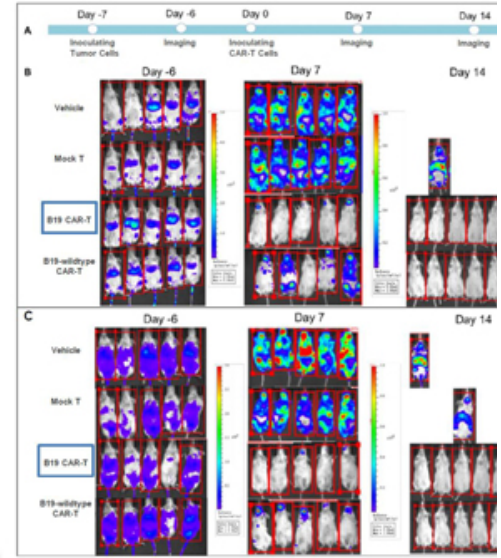 Day -7
Day -6
Day 0
Day 7
Day 14
A
Inoculating
Tumor Cells
Imaging
Inoculating
CAR-T Cells
Imaging
Imaging
B
Day -6
Day 7
Day 14
Vehicle
Mock T
B19 CAR-T
B19-wildtype
CAR-T
C
Day -6
Day 7
Day 14
Vehicle
Mock T
B19 CAR-T
B19-wildtype
CAR-T